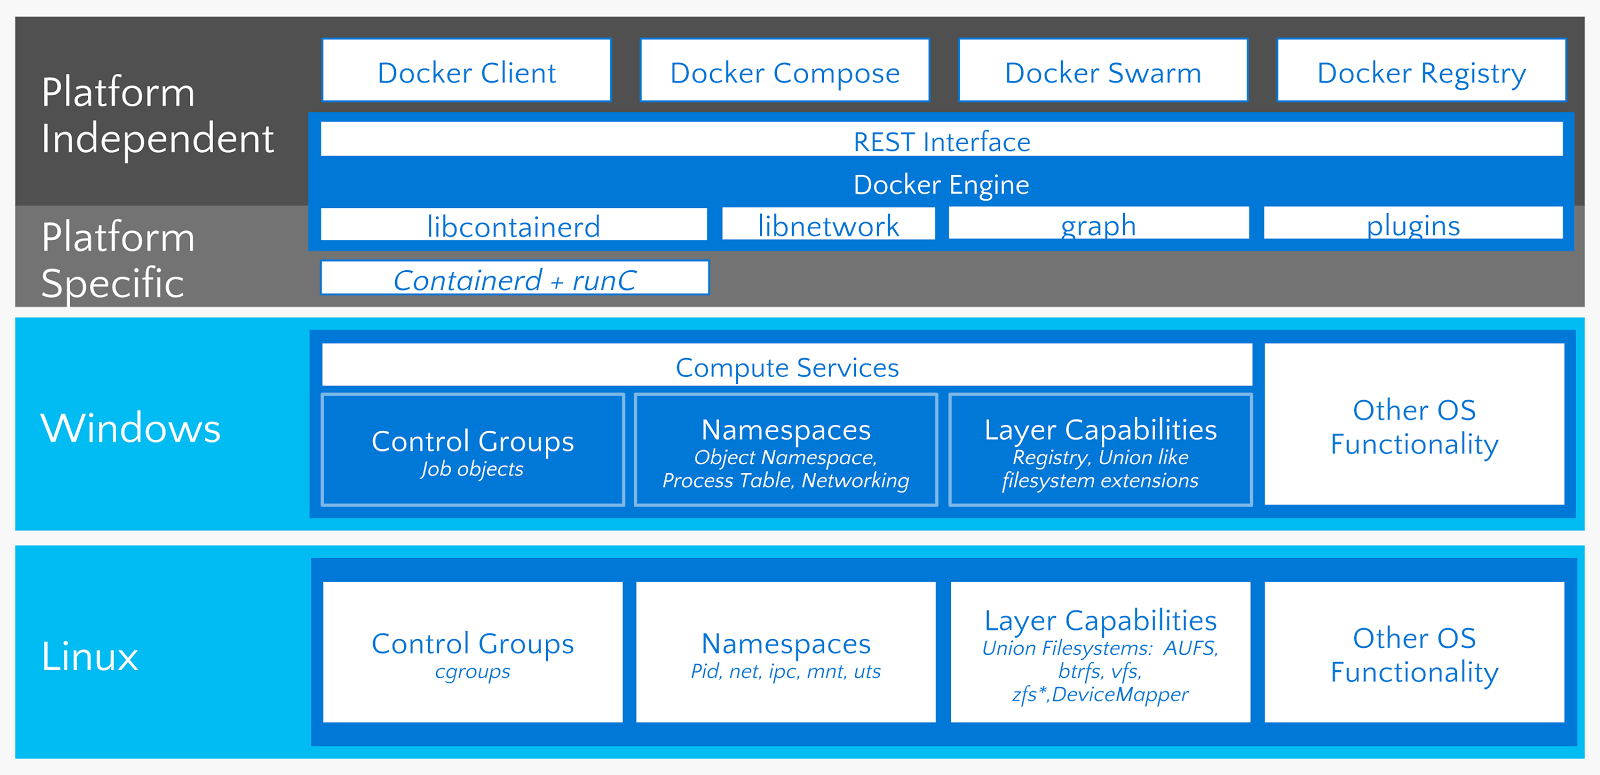 Platform
Independent
Docker Client
Docker Compose
Docker Swarm
Docker Registry
REST Interface
Docker Engine
Platform
Specific
libcontainerd
libnetwork
graph
plugins
Containerd + runC
Windows
Compute Services
Control Groups
Job objects
Namespaces
Object Namespace,
Process Table, Networking
Layer Capabilities
Registry, Union like
filesystem extensions
Other OS
Functionality
Linux
Control Groups
cgroups
Namespaces
Pid, net, ipc, mnt, uts
Layer Capabilities
Union Filesystems:  AUFS,
btrfs, vfs,
zfs*,DeviceMapper
Other OS
Functionality